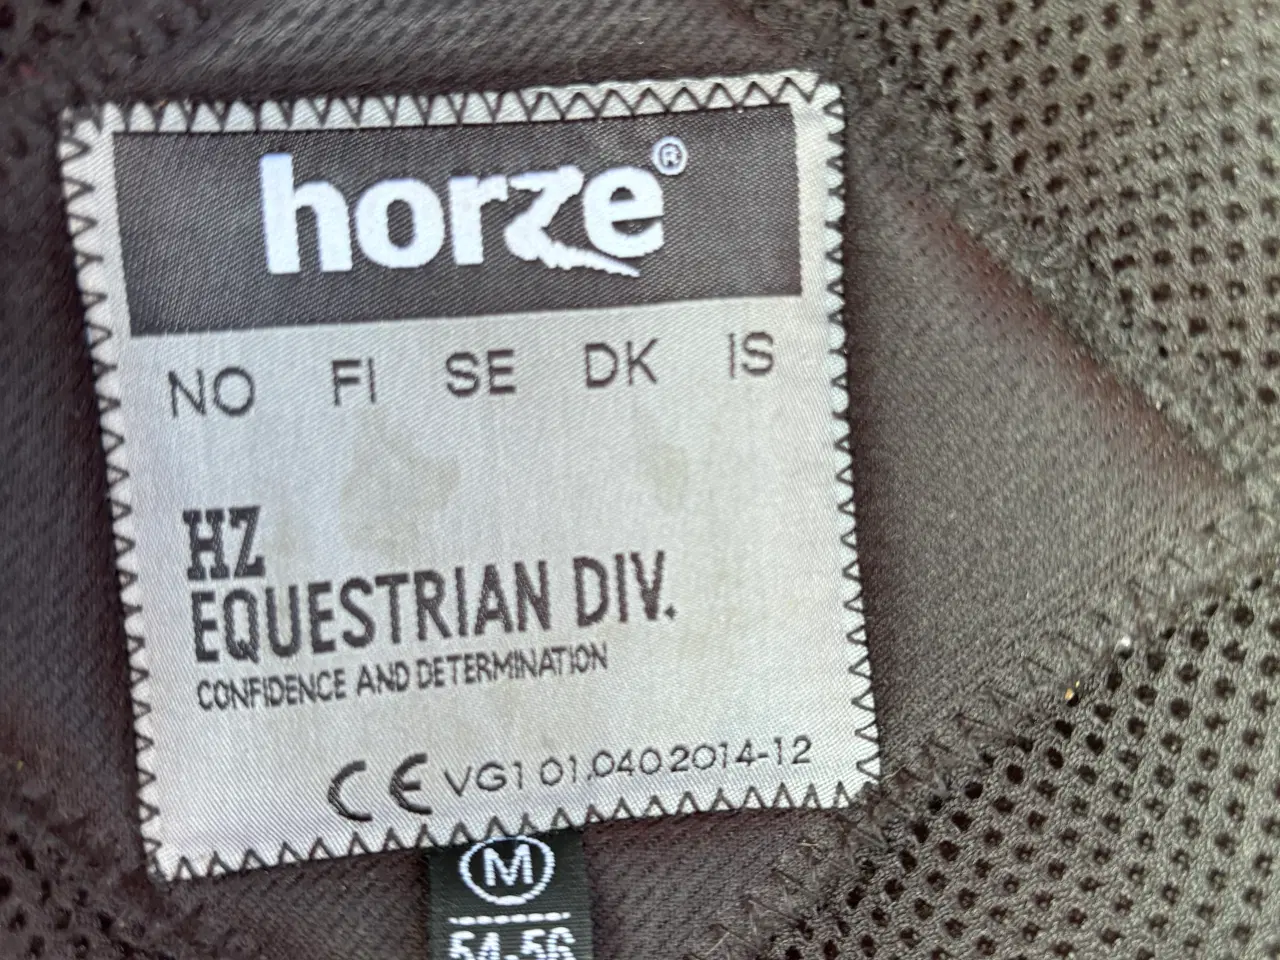 horze®
NO FI SE DK IS
HZ
EQUESTRIAN DIV.
CONFIDENCE AND DETERMINATION
CE VG1 01.040 2014-12
M
54-56